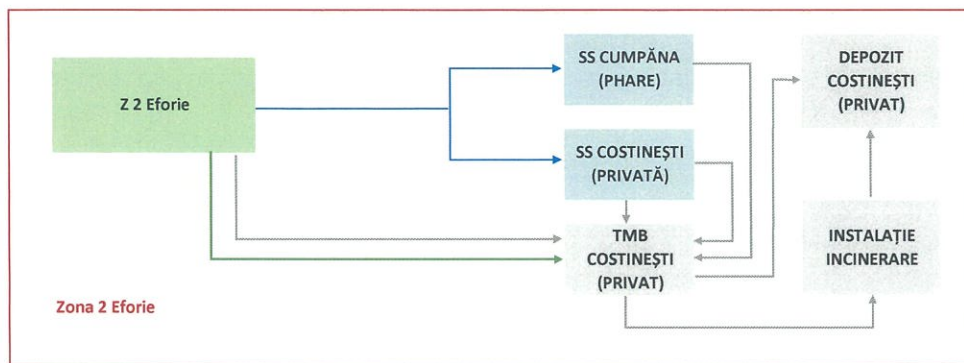 Z 2 Eforie
SS CUMPĂNA
(PHARE)
DEPOZIT
COSTINEȘTI
(PRIVAT)
SS COSTINEȘTI
(PRIVATĂ)
TMB
COSTINEȘTI
(PRIVAT)
INSTALAȚIE
INCINERARE
Zona 2 Eforie